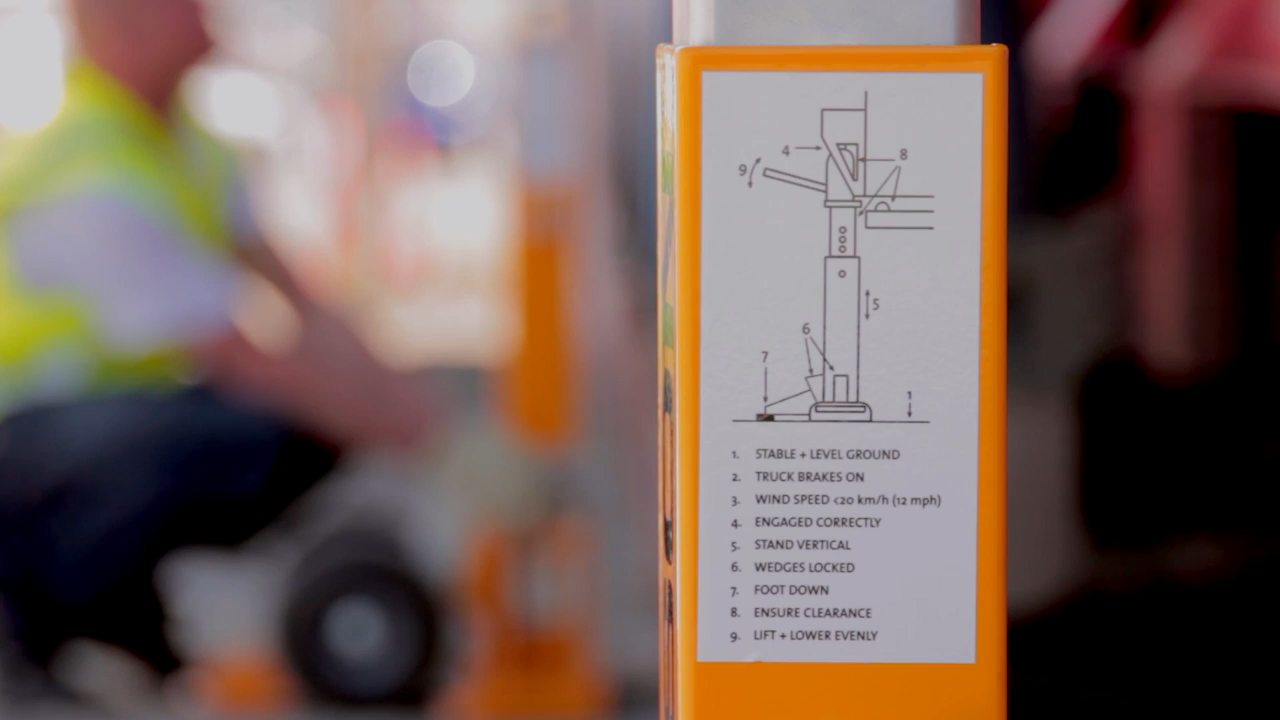 4
8
9
5
6
7
1
1. STABLE + LEVEL GROUND
2. TRUCK BRAKES ON
3. WIND SPEED <20 km/h (12 mph)
4. ENGAGED CORRECTLY
5. STAND VERTICAL
6. WEDGES LOCKED
7. FOOT DOWN
8. ENSURE CLEARANCE
9. LIFT + LOWER EVENLY